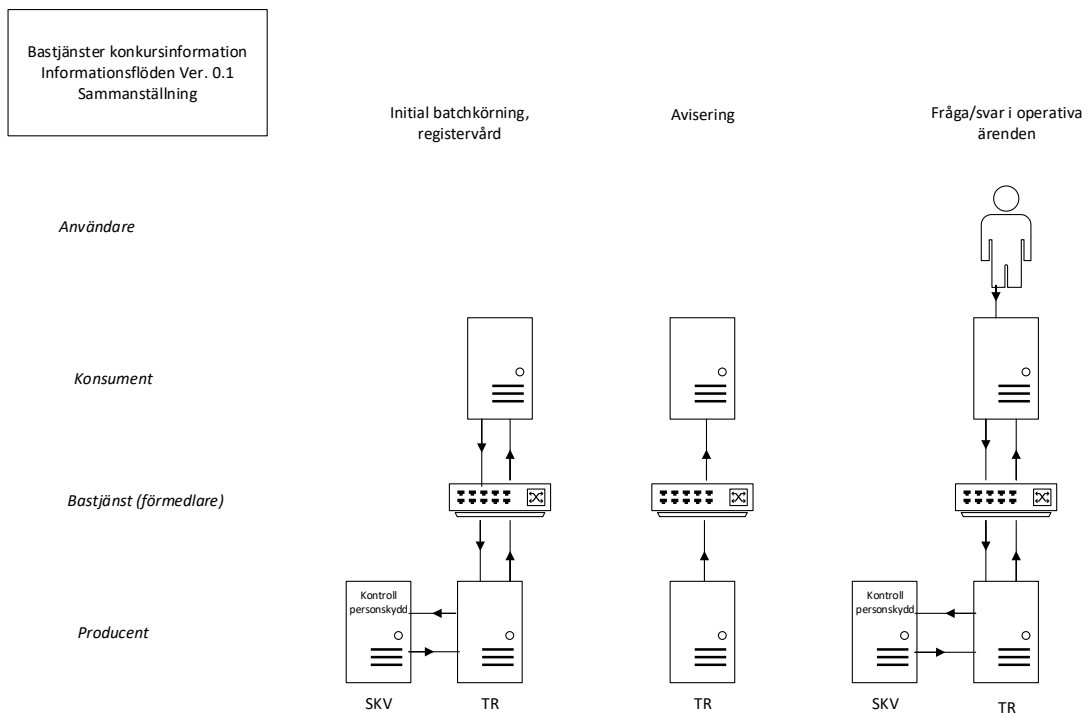 Bastjänster konkursinformation
Informationsflöden Ver. 0.1
Sammanställning
Initial batchkörning,
registervård
Avisering
Fråga/svar i operativa
ärenden
Användare
Konsument
Bastjänst (förmedlare)
Kontroll
personskydd
Kontroll
personskydd
Producent
SKV
TR
TR
SKV
TR